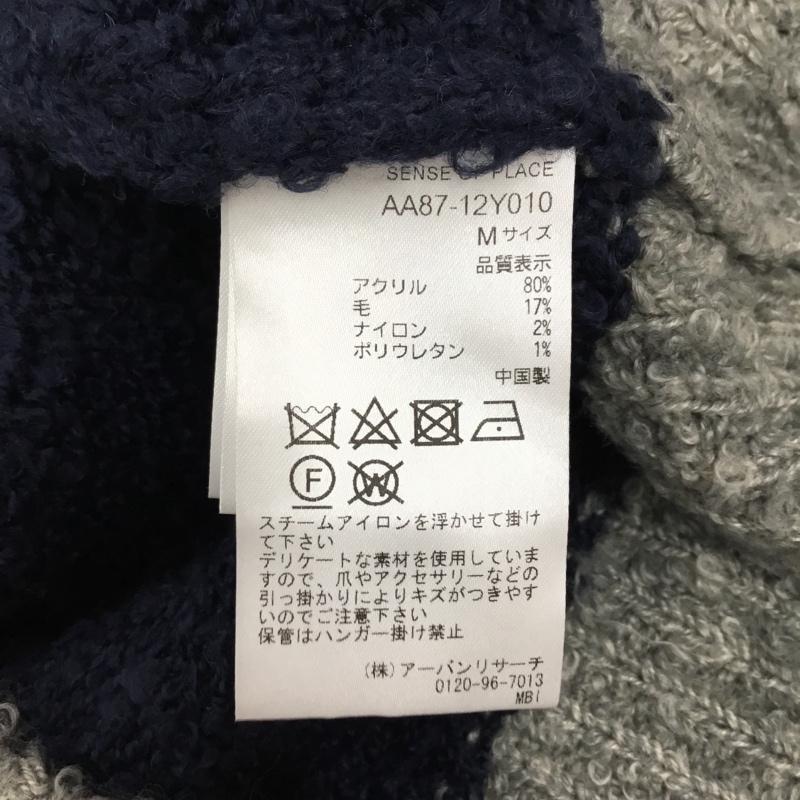 SENSE OF PLACE
AA87-12Y010
Mサイズ
品質表示
アクリル 80%
毛 17%
ナイロン 2%
ポリウレタン 1%
中国製
F W
スチームアイロンを浮かせて掛け
て下さい
デリケートな素材を使用していま
すので、爪やアクセサリーなどの
引っ掛かりによりキズがつきやす
いのでご注意下さい
保管はハンガー掛け禁止
(株)アーバンリサーチ
0120-96-7013
MBI